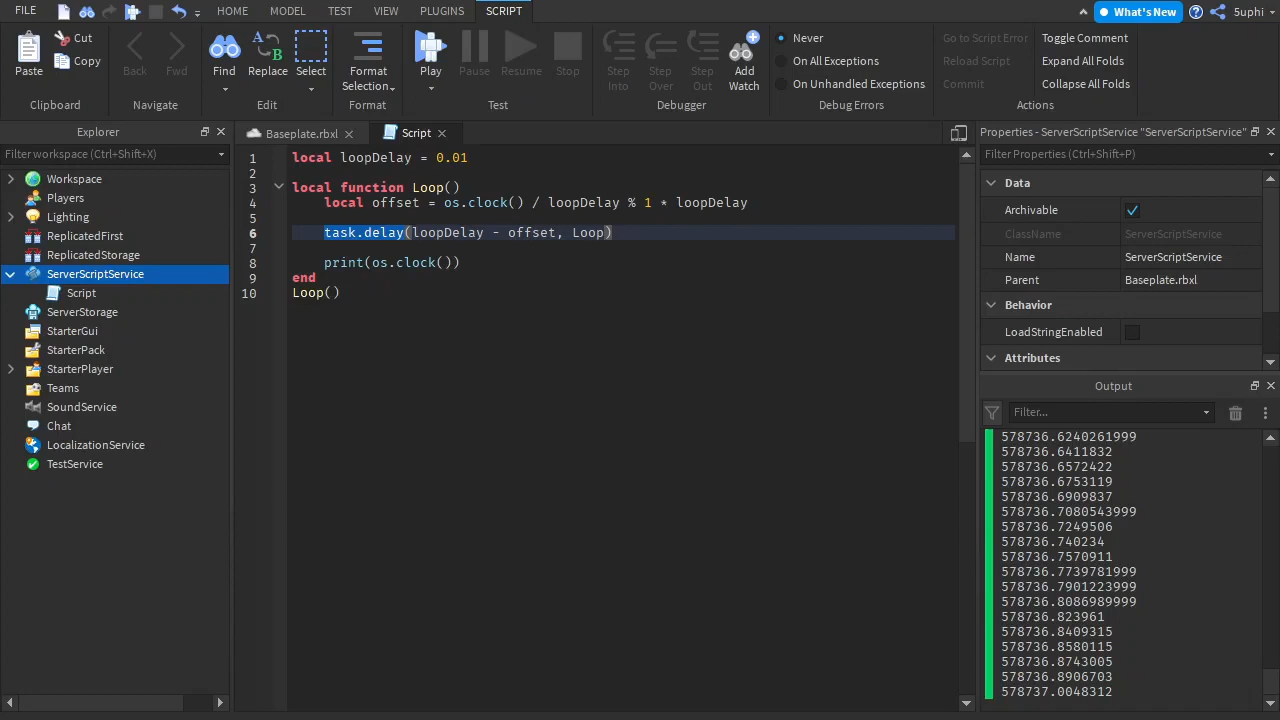 FILE HOME MODEL TEST VIEW PLUGINS SCRIPT What's New 5uphi
Paste Cut Copy Back Fwd Find Replace Select Format Selection Play Pause Resume Stop Step Into Step Over Step Out Add Watch Never On All Exceptions On Unhandled Exceptions Go to Script Error Reload Script Commit Toggle Comment Expand All Folds Collapse All Folds
Clipboard Navigate Edit Format Test Debugger Debug Errors Actions
Explorer
Filter workspace (Ctrl+Shift+X)
Workspace
Players
Lighting
ReplicatedFirst
ReplicatedStorage
ServerScriptService
Script
ServerStorage
StarterGui
StarterPack
StarterPlayer
Teams
SoundService
Chat
LocalizationService
TestService
Baseplate.rbxl Script
1 local loopDelay = 0.01
2
3 local function Loop()
4 local offset = os.clock() / loopDelay % 1 * loopDelay
5
6 task.delay(loopDelay - offset, Loop)
7
8 print(os.clock())
9 end
10 Loop()
Properties - ServerScriptService "ServerScriptService"
Filter Properties (Ctrl+Shift+P)
Data
Archivable
ClassName ServerScriptService
Name ServerScriptService
Parent Baseplate.rbxl
Behavior
LoadStringEnabled
Attributes
Output
Filter...
578736.6240261999
578736.6411832
578736.6572422
578736.6753119
578736.6909837
578736.7080543999
578736.7249506
578736.740234
578736.7570911
578736.7739781999
578736.7901223999
578736.8086989999
578736.823961
578736.8409315
578736.8580115
578736.8743005
578736.8906703
578737.0048312